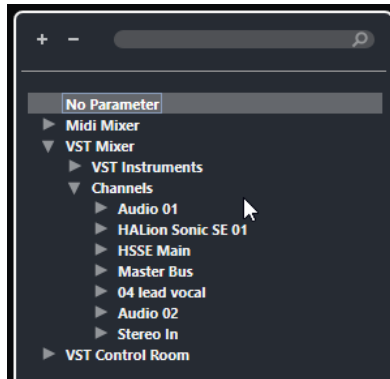 No Parameter
Midi Mixer
VST Mixer
VST Instruments
Channels
Audio 01
HALion Sonic SE 01
HSSE Main
Master Bus
04 lead vocal
Audio 02
Stereo In
VST Control Room